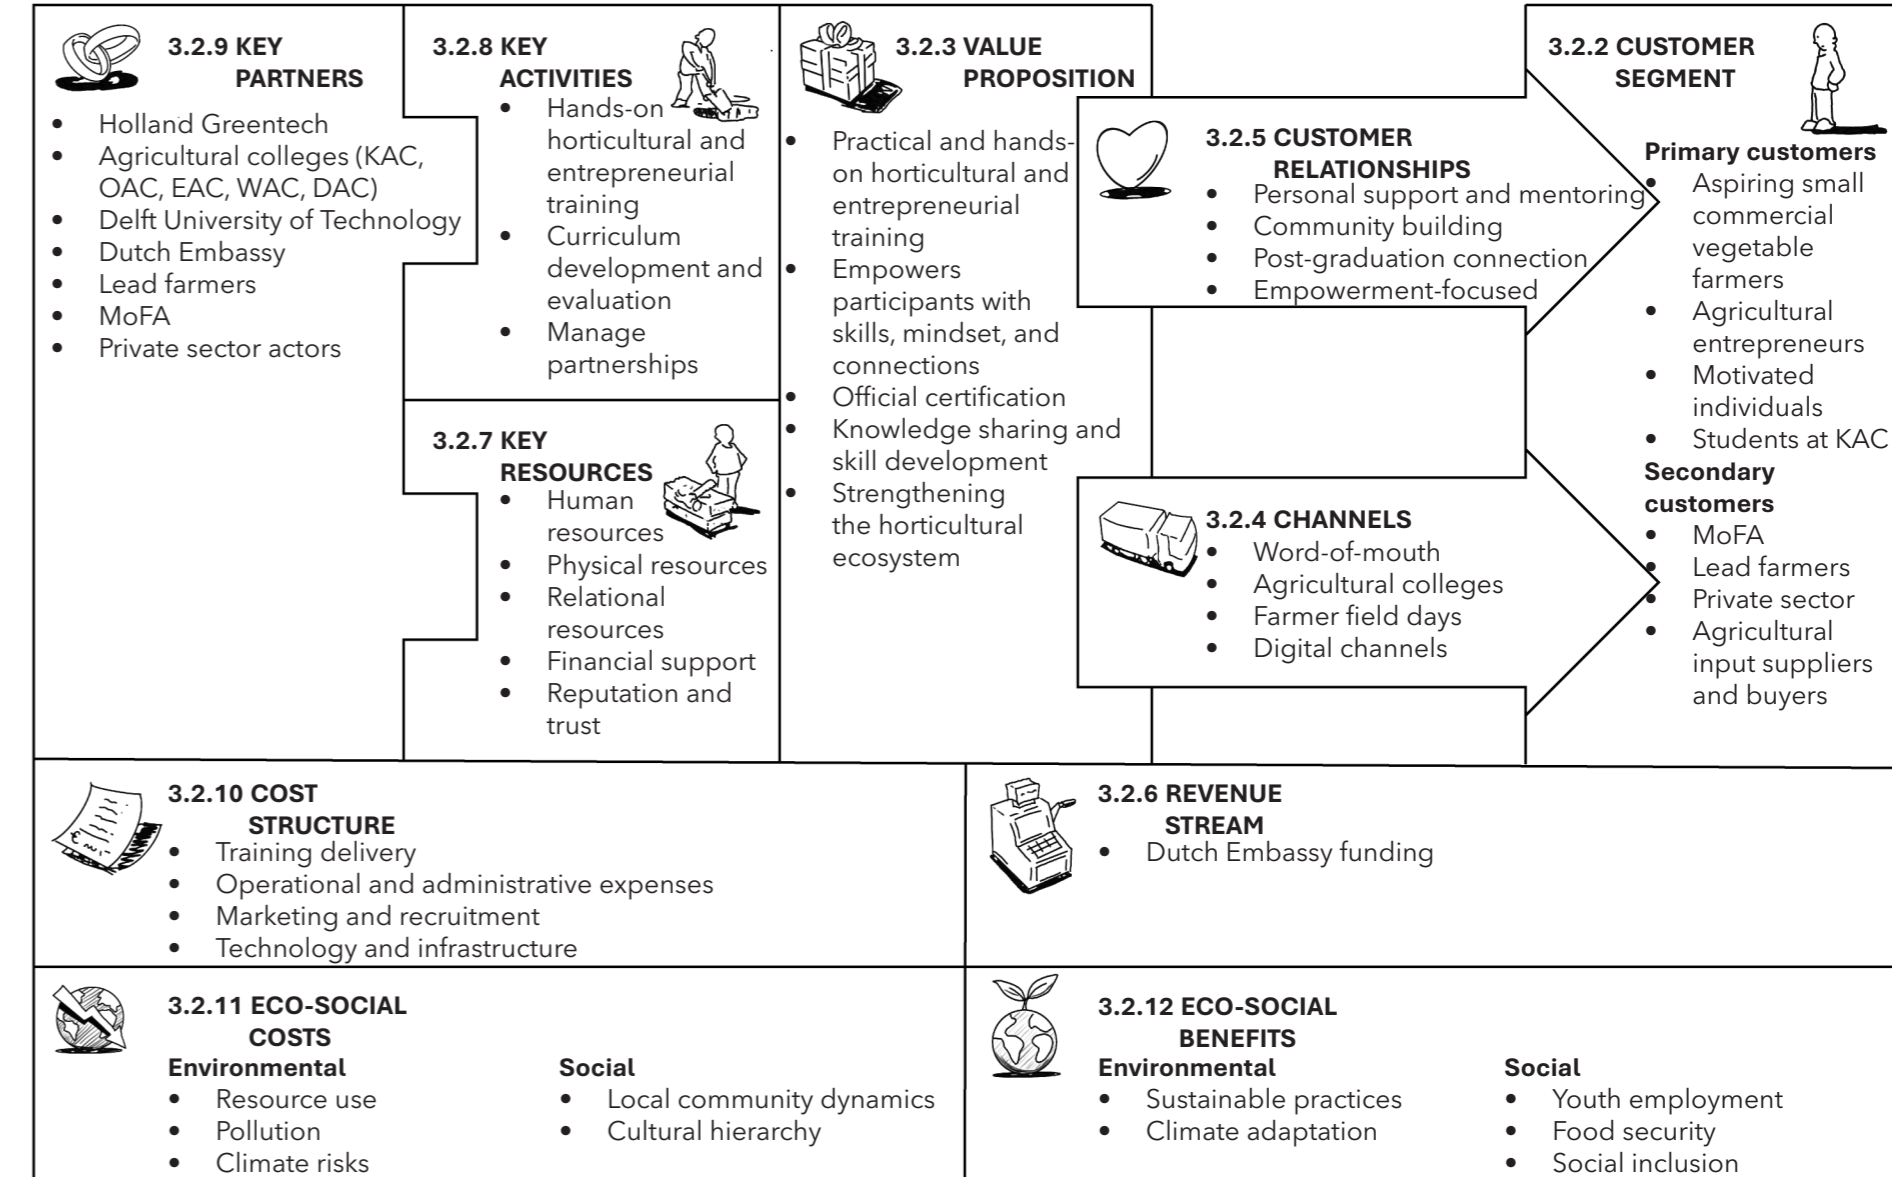 3.2.9 KEY
PARTNERS
• Holland Greentech
• Agricultural colleges (KAC,
OAC, EAC, WAC, DAC)
• Delft University of Technology
• Dutch Embassy
• Lead farmers
• MoFA
• Private sector actors
3.2.8 KEY
ACTIVITIES
• Hands-on
horticultural and
entrepreneurial
training
• Curriculum
development and
evaluation
• Manage
partnerships
3.2.7 KEY
RESOURCES
• Human
resources
• Physical resources
• Relational
resources
• Financial support
• Reputation and
trust
3.2.3 VALUE
PROPOSITION
• Practical and hands-
on horticultural and
entrepreneurial
training
• Empowers
participants with
skills, mindset, and
connections
• Official certification
• Knowledge sharing and
skill development
• Strengthening
the horticultural
ecosystem
3.2.5 CUSTOMER
RELATIONSHIPS
• Personal support and mentoring
• Community building
• Post-graduation connection
• Empowerment-focused
3.2.4 CHANNELS
• Word-of-mouth
• Agricultural colleges
• Farmer field days
• Digital channels
3.2.2 CUSTOMER
SEGMENT
Primary customers
• Aspiring small
commercial
vegetable
farmers
• Agricultural
entrepreneurs
• Motivated
individuals
• Students at KAC
Secondary
customers
• MoFA
• Lead farmers
• Private sector
• Agricultural
input suppliers
and buyers
3.2.10 COST
STRUCTURE
• Training delivery
• Operational and administrative expenses
• Marketing and recruitment
• Technology and infrastructure
3.2.6 REVENUE
STREAM
• Dutch Embassy funding
3.2.11 ECO-SOCIAL
COSTS
Environmental
• Resource use
• Pollution
• Climate risks
Social
• Local community dynamics
• Cultural hierarchy
3.2.12 ECO-SOCIAL
BENEFITS
Environmental
• Sustainable practices
• Climate adaptation
Social
• Youth employment
• Food security
• Social inclusion